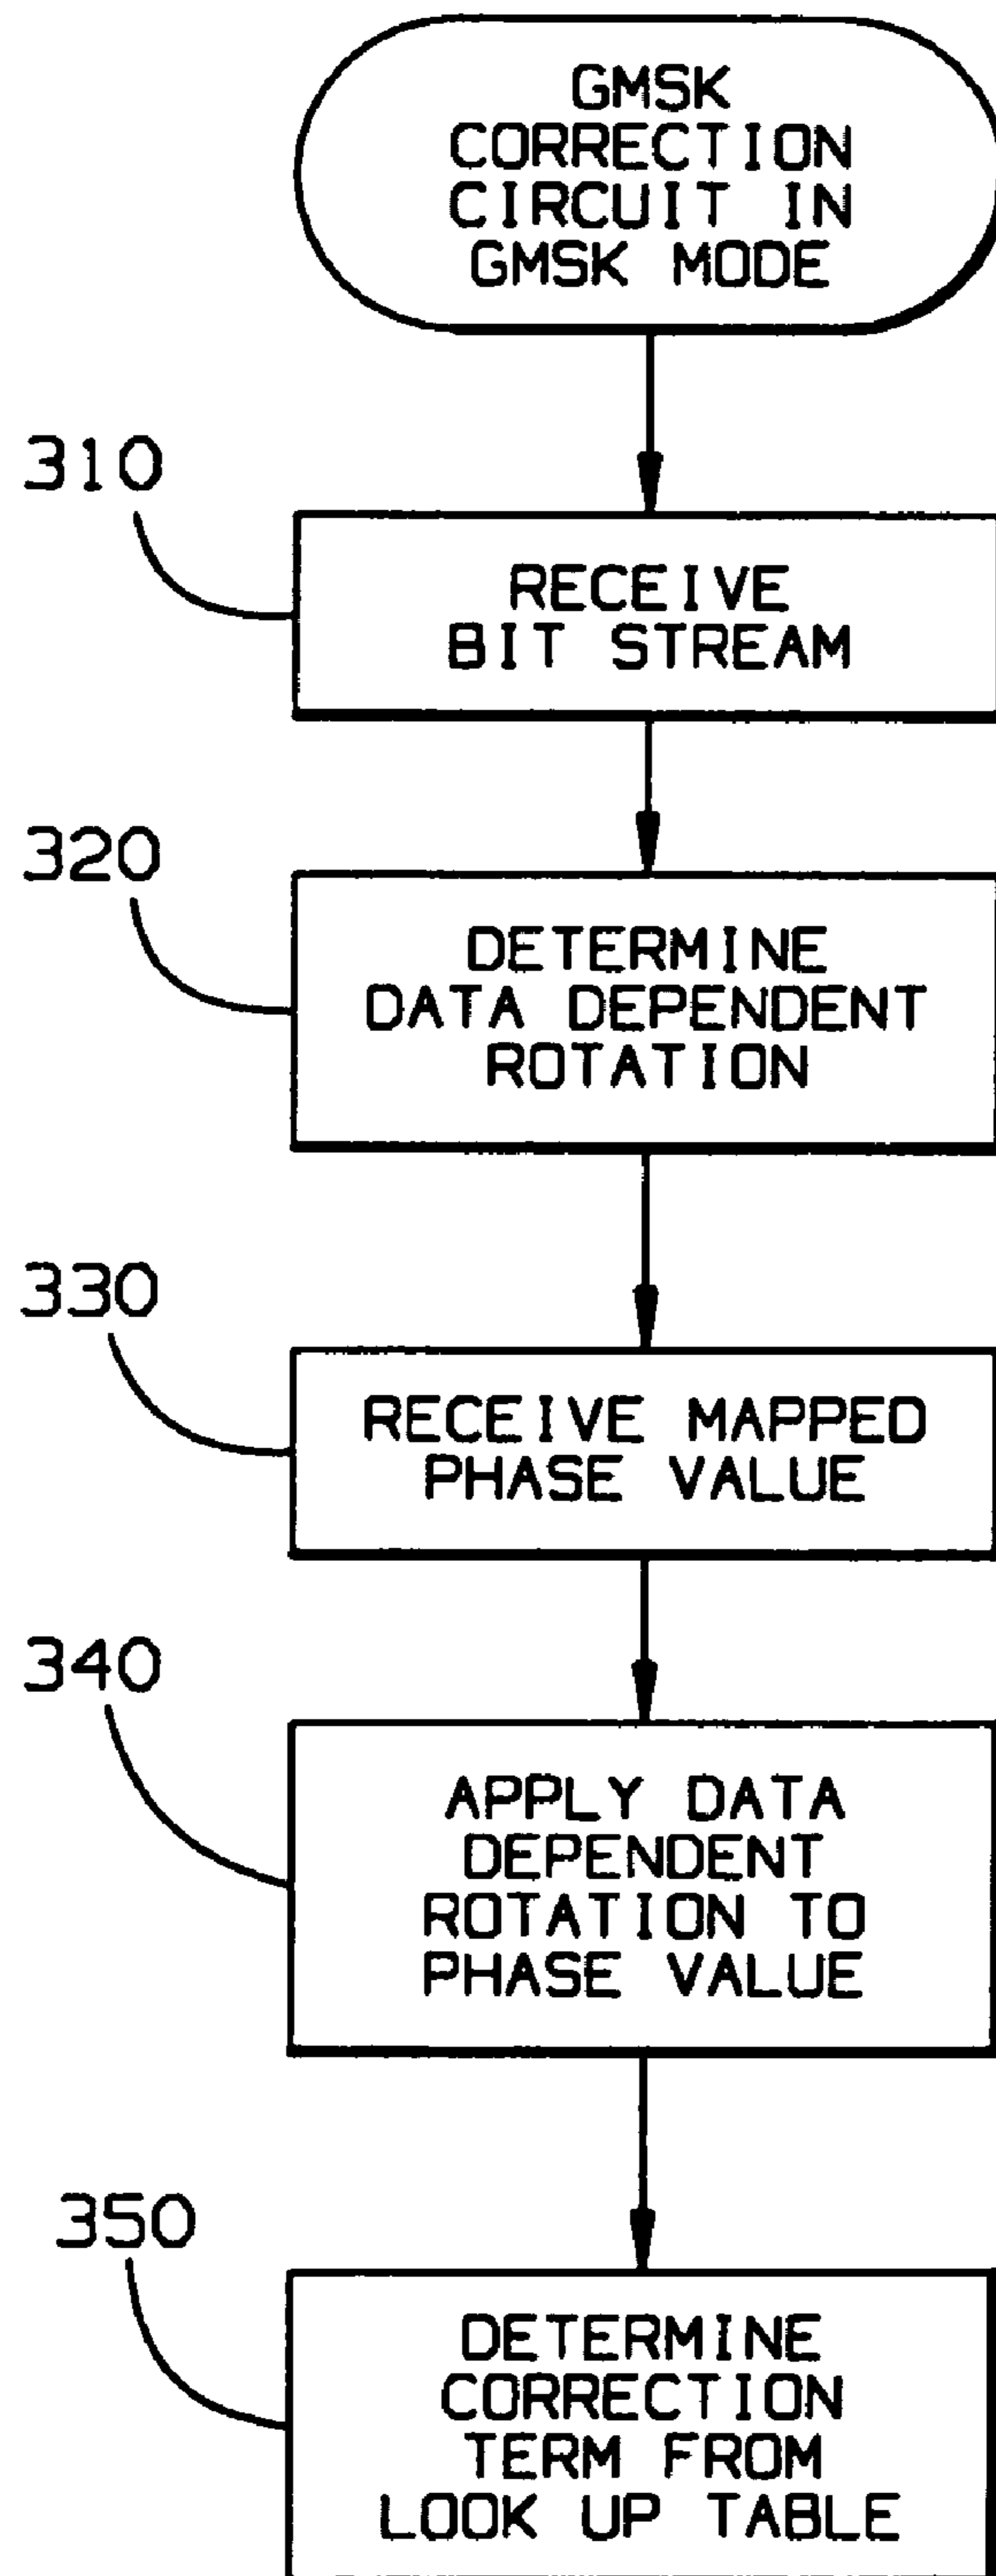 GMSK
CORRECTION
CIRCUIT IN
GMSK MODE
310
RECEIVE
BIT STREAM
320
DETERMINE
DATA DEPENDENT
ROTATION
330
RECEIVE MAPPED
PHASE VALUE
340
APPLY DATA
DEPENDENT
ROTATION TO
PHASE VALUE
350
DETERMINE
CORRECTION
TERM FROM
LOOK UP TABLE